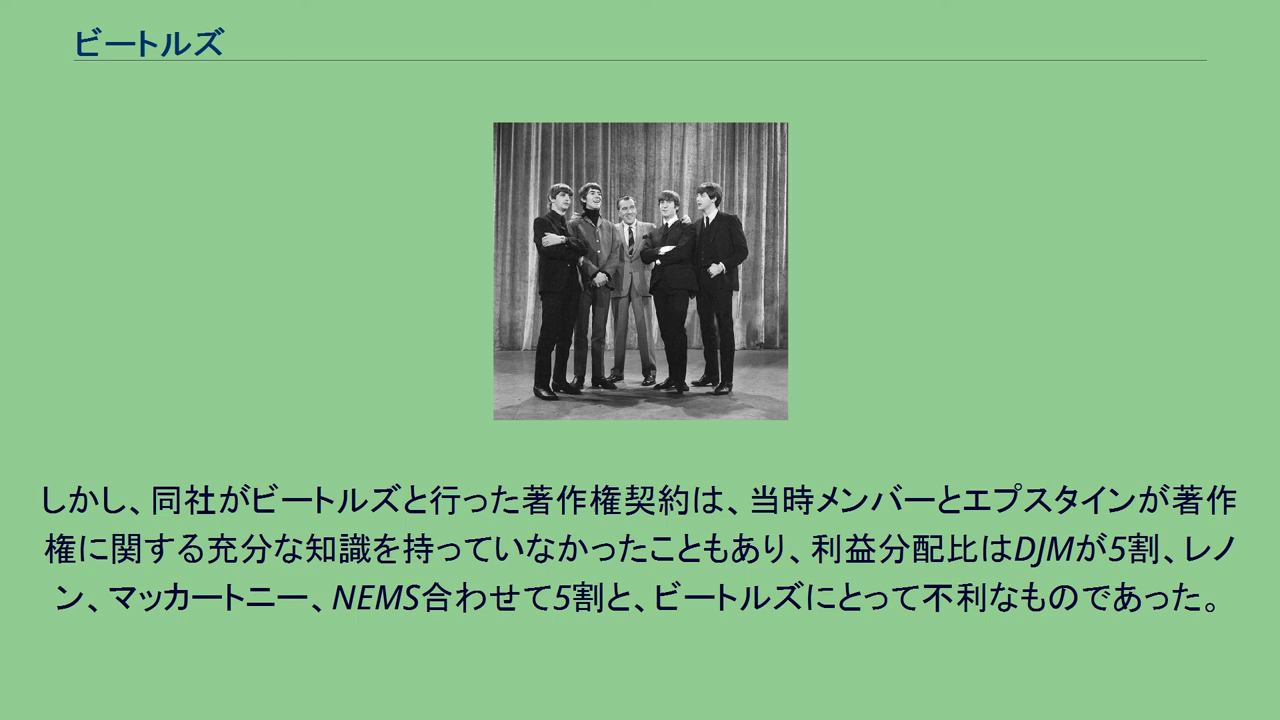 ビートルズ
しかし、同社がビートルズと行った著作権契約は、当時メンバーとエプスタインが著作
権に関する充分な知識を持っていなかったこともあり、利益分配比はDJMが5割、レノ
ン、マッカートニー、NEMS合わせて5割と、ビートルズにとって不利なものであった。